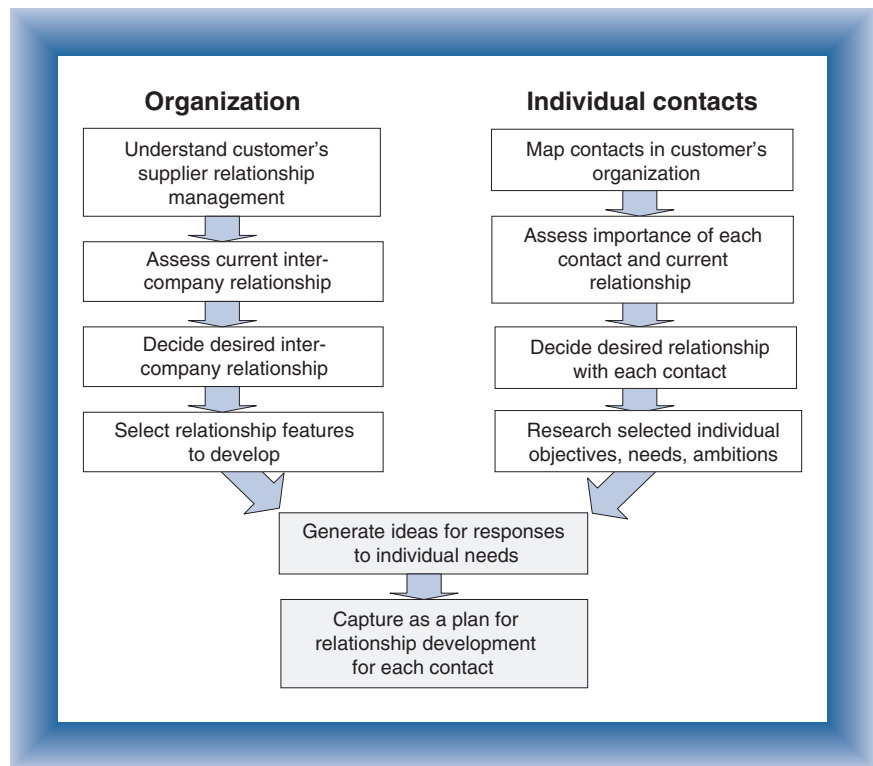 Organization
Understand customer's
supplier relationship
management
Assess current inter-
company relationship
Decide desired inter-
company relationship
Select relationship features
to develop
Individual contacts
Map contacts in customer's
organization
Assess importance of each
contact and current
relationship
Decide desired relationship
with each contact
Research selected individual
objectives, needs, ambitions
Generate ideas for responses
to individual needs
Capture as a plan for
relationship development
for each contact